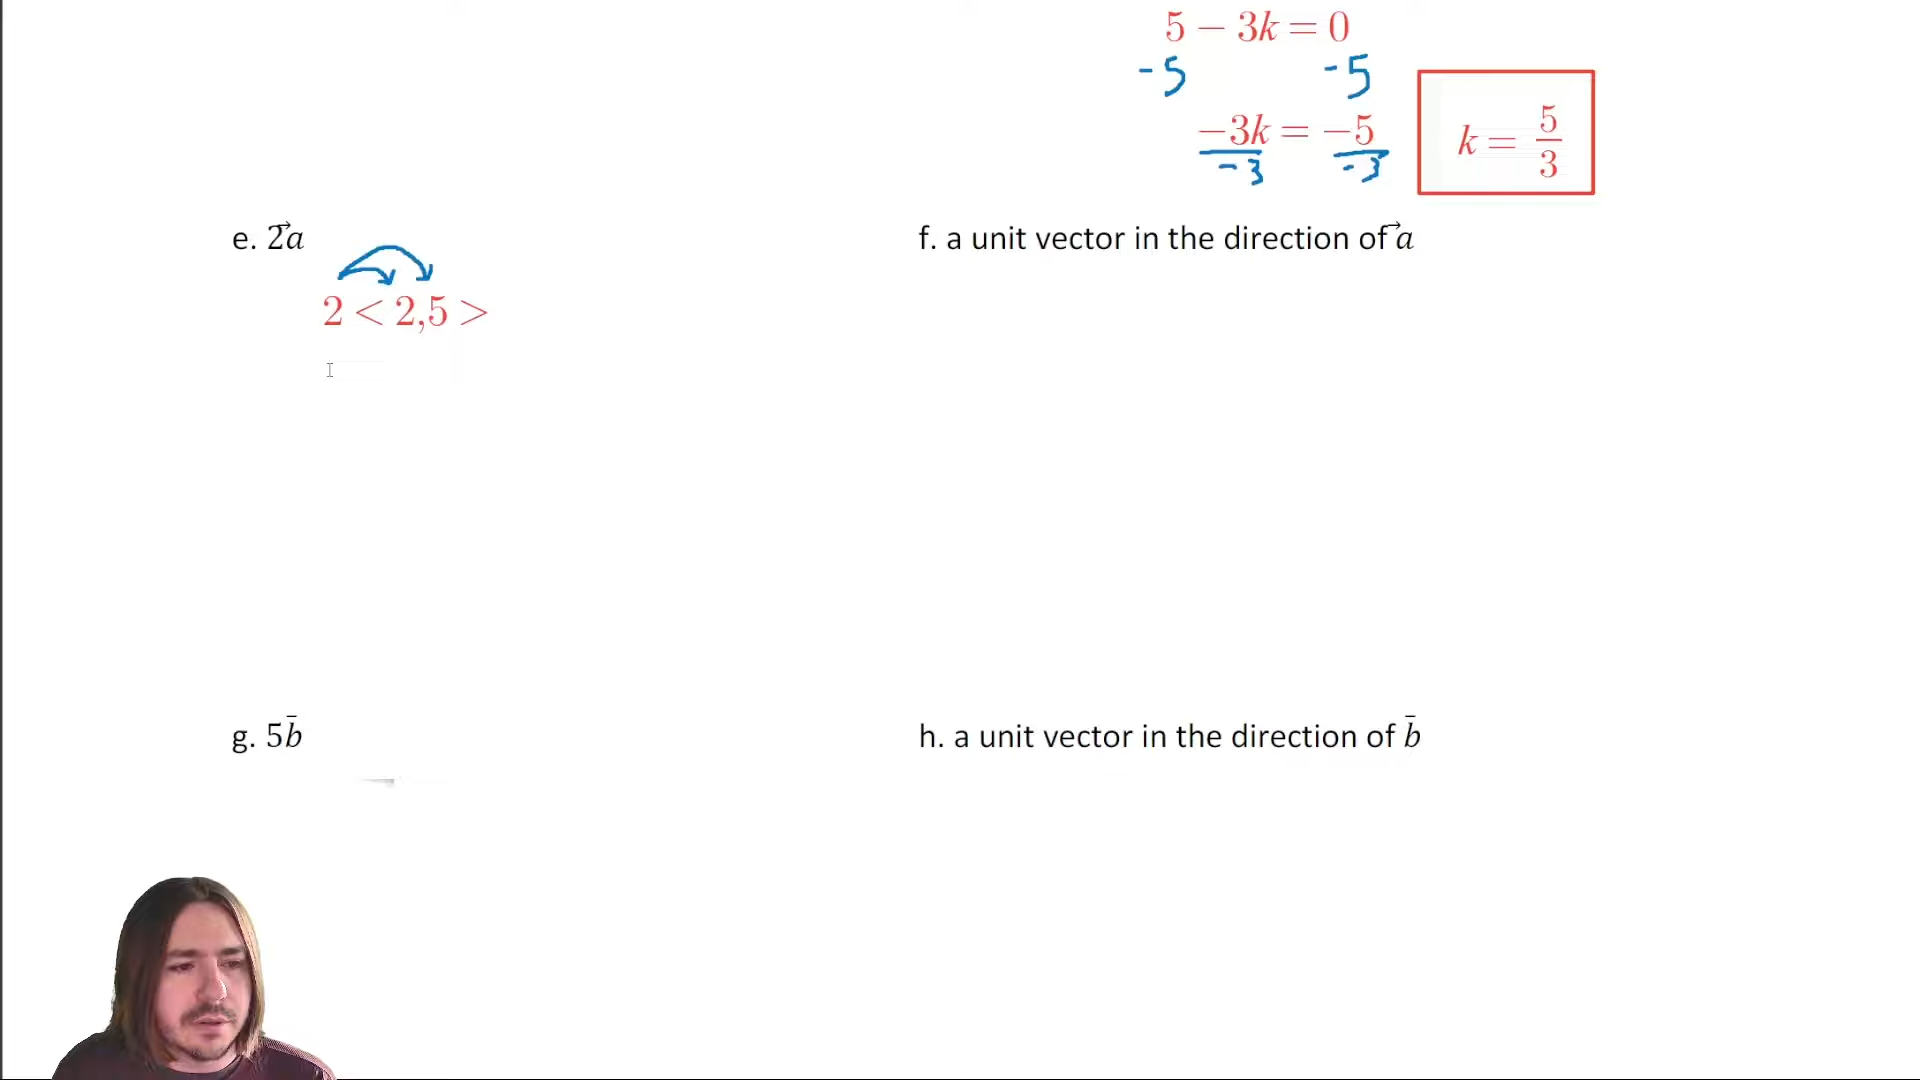 5 − 3k = 0
-5 -5
−3k = −5
-3 -3
k = 5/3
e. 2a⃗
f. a unit vector in the direction of a⃗
2 < 2,5 >
g. 5b̄
h. a unit vector in the direction of b̄